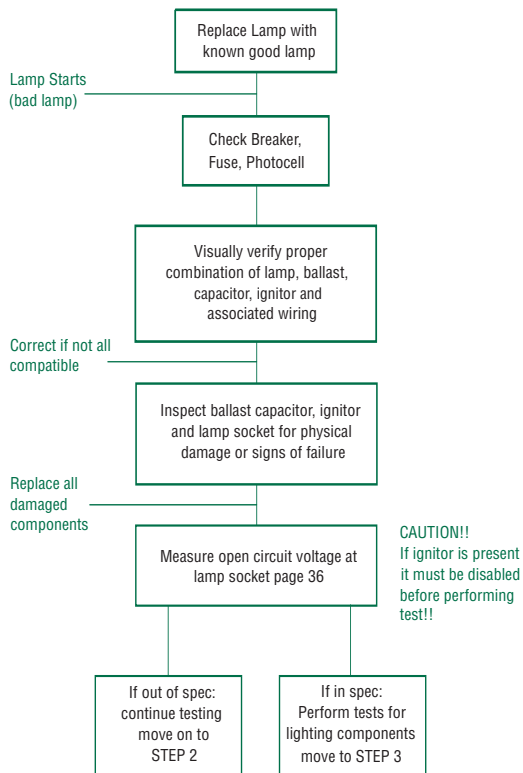 Replace Lamp with
known good lamp
Lamp Starts
(bad lamp)
Check Breaker,
Fuse, Photocell
Visually verify proper
combination of lamp, ballast,
capacitor, ignitor and
associated wiring
Correct if not all
compatible
Inspect ballast capacitor, ignitor
and lamp socket for physical
damage or signs of failure
Replace all
damaged
components
Measure open circuit voltage at
lamp socket page 36
CAUTION!!
If ignitor is present
it must be disabled
before performing
test!!
If out of spec:
continue testing
move on to
STEP 2
If in spec:
Perform tests for
lighting components
move to STEP 3